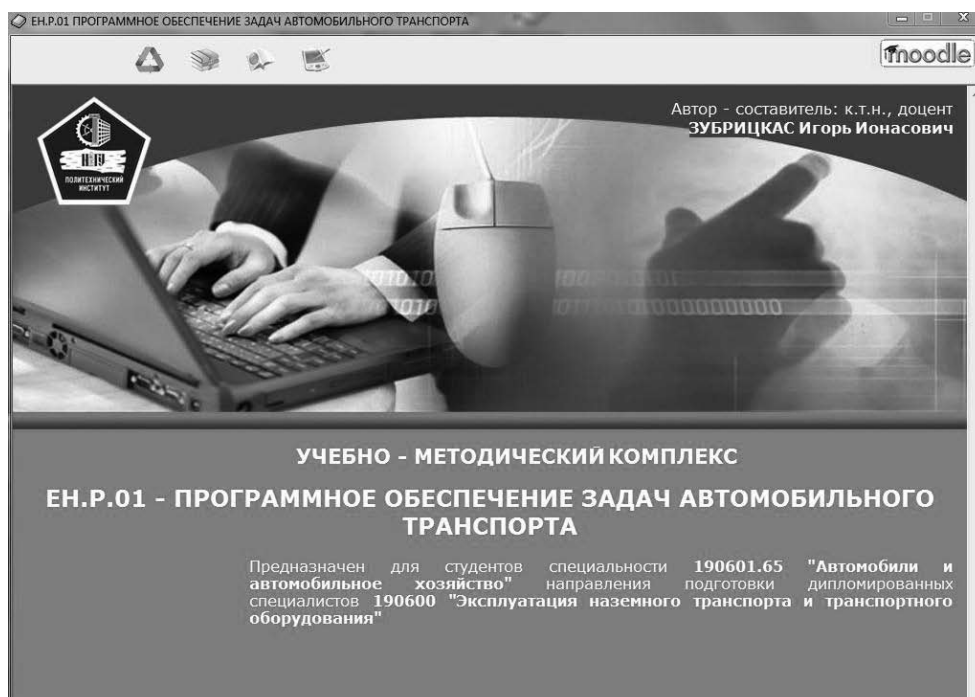 ЕН.Р.01 ПРОГРАММНОЕ ОБЕСПЕЧЕНИЕ ЗАДАЧ АВТОМОБИЛЬНОГО ТРАНСПОРТА
moodle
Автор - составитель: к.т.н., доцент
ЗУБРИЦКАС Игорь Ионасович
НовГУ
ПОЛИТЕХНИЧЕСКИЙ
ИНСТИТУТ
УЧЕБНО - МЕТОДИЧЕСКИЙ КОМПЛЕКС
ЕН.Р.01 - ПРОГРАММНОЕ ОБЕСПЕЧЕНИЕ ЗАДАЧ АВТОМОБИЛЬНОГО
ТРАНСПОРТА
Предназначен для студентов специальности 190601.65 "Автомобили и
автомобильное хозяйство" направления подготовки дипломированных
специалистов 190600 "Эксплуатация наземного транспорта и транспортного
оборудования"